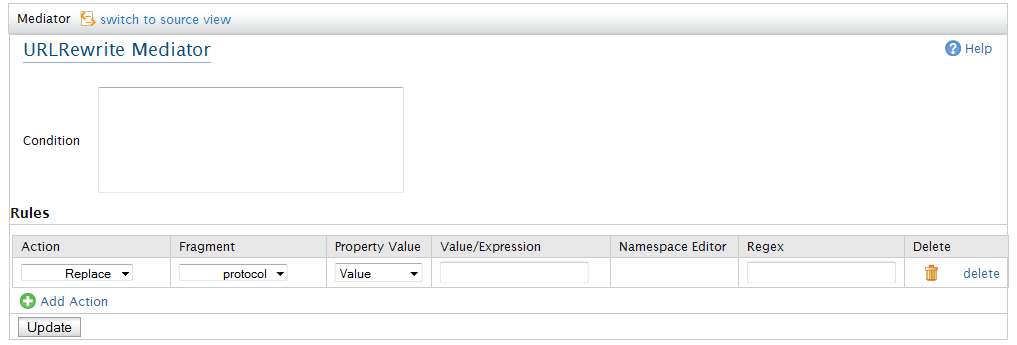 Mediator switch to source view
URLRewrite Mediator
Help
Condition
Rules
Action Fragment Property Value Value/Expression Namespace Editor Regex Delete
Replace protocol Value delete
Add Action
Update